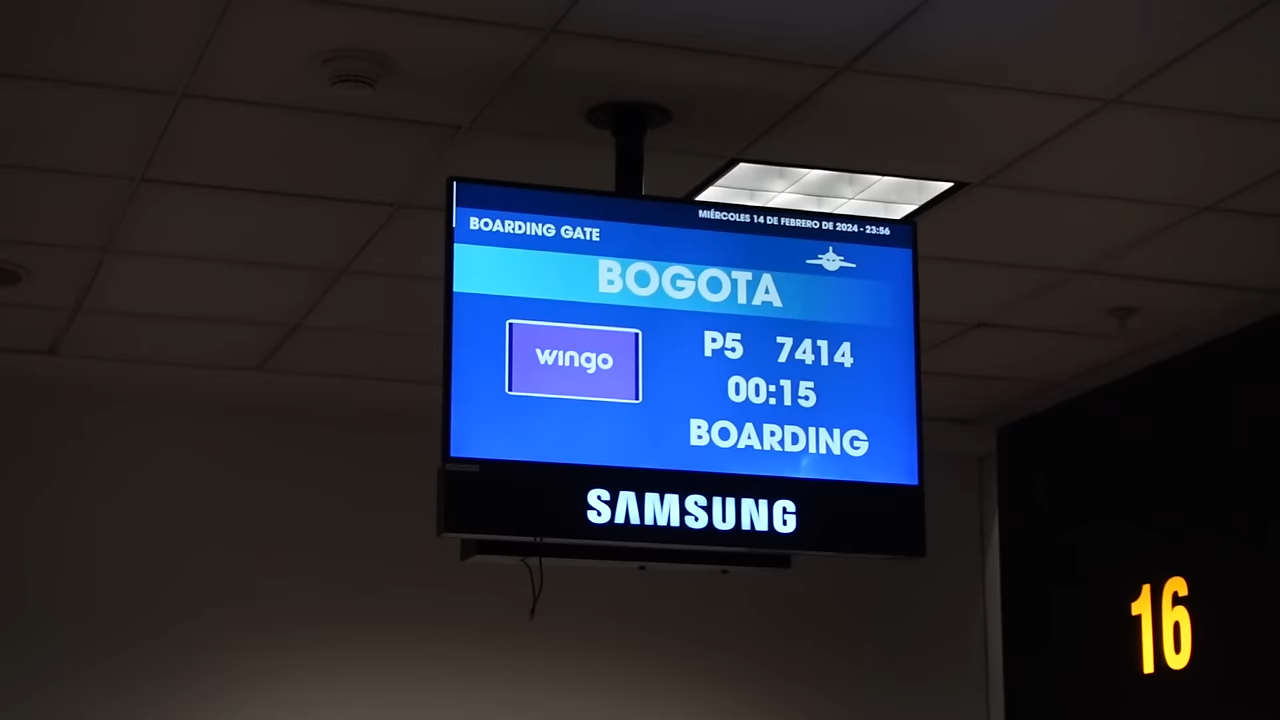 MIÉRCOLES 14 DE FEBRERO DE 2024 - 23:56
BOARDING GATE
BOGOTA
wingo
P5 7414
00:15
BOARDING
SAMSUNG
16